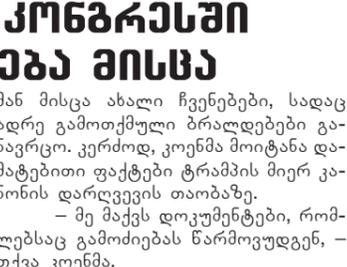 კონგრესში
ება მისცა
მან მისცა ახალი ჩვენებები, სადაც
ადრე გამოთქმული ბრალდებები გა-
ნავრცო. კერძოდ, კოენმა მოიტანა და-
მატებითი ფაქტები ტრამპის მიერ კა-
ნონის დარღვევის თაობაზე.
– მე მაქვს დოკუმენტები, რომ-
ლებსაც გამოძიებას წარმოვუდგენ, –
თქვა კოენმა.